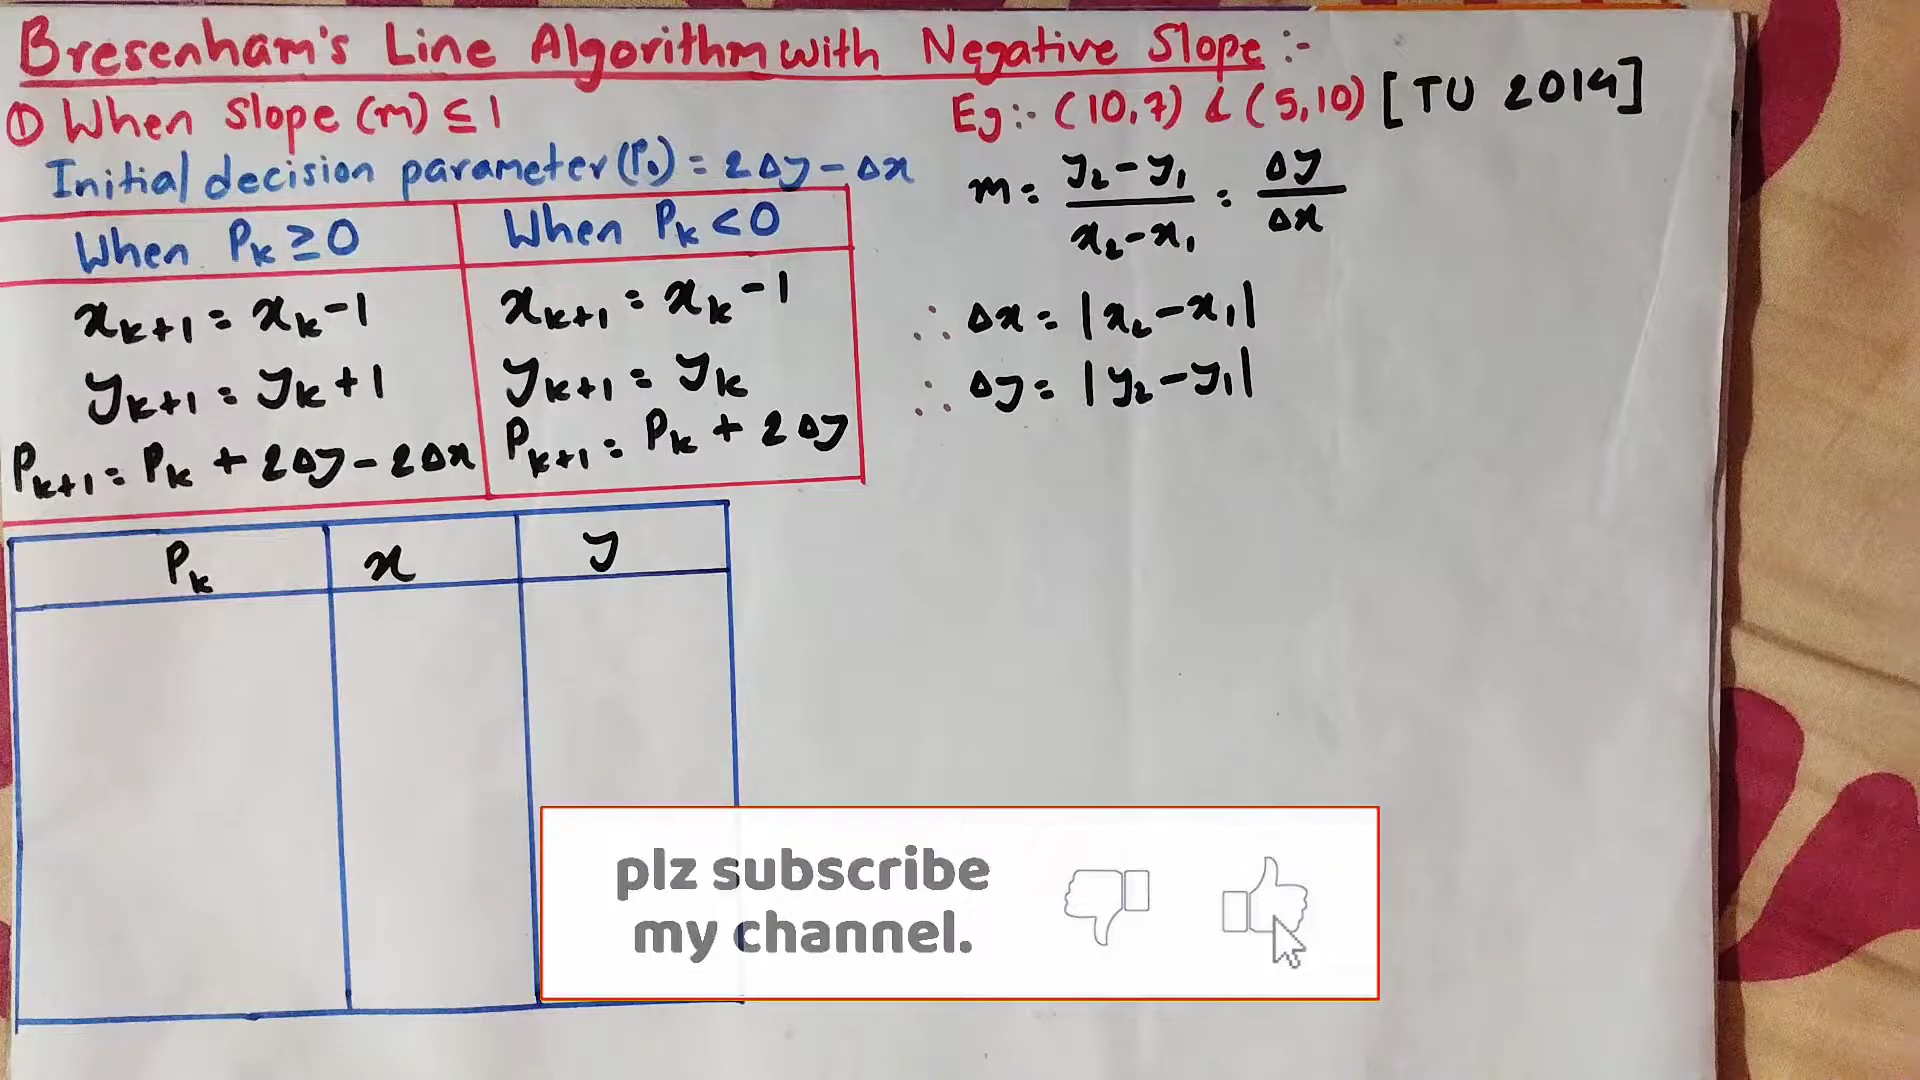 Bresenham's Line Algorithm with Negative Slope :-
① When Slope (m) ≤ 1
Initial decision parameter (P₀) = 2Δy - Δx
When Pₖ ≥ 0
When Pₖ < 0
xₖ₊₁ = xₖ - 1
yₖ₊₁ = yₖ + 1
Pₖ₊₁ = Pₖ + 2Δy - 2Δx
xₖ₊₁ = xₖ - 1
yₖ₊₁ = yₖ
Pₖ₊₁ = Pₖ + 2Δy
Eg :- (10,7) & (5,10) [TU 2014]
m = y₂ - y₁ / x₂ - x₁ = Δy / Δx
∴ Δx = |x₂ - x₁|
∴ Δy = |y₂ - y₁|
Pₖ x y
plz subscribe
my channel.